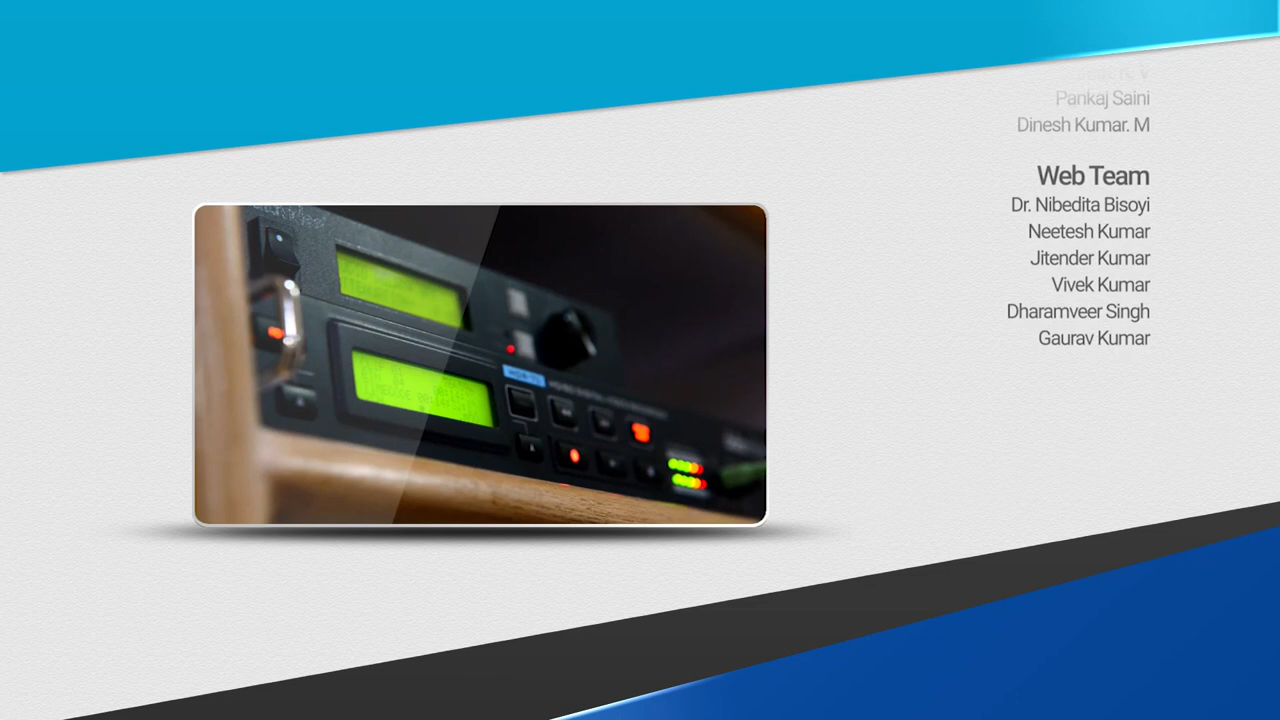 Pankaj Saini
Dinesh Kumar. M
Web Team
Dr. Nibedita Bisoyi
Neetesh Kumar
Jitender Kumar
Vivek Kumar
Dharamveer Singh
Gaurav Kumar